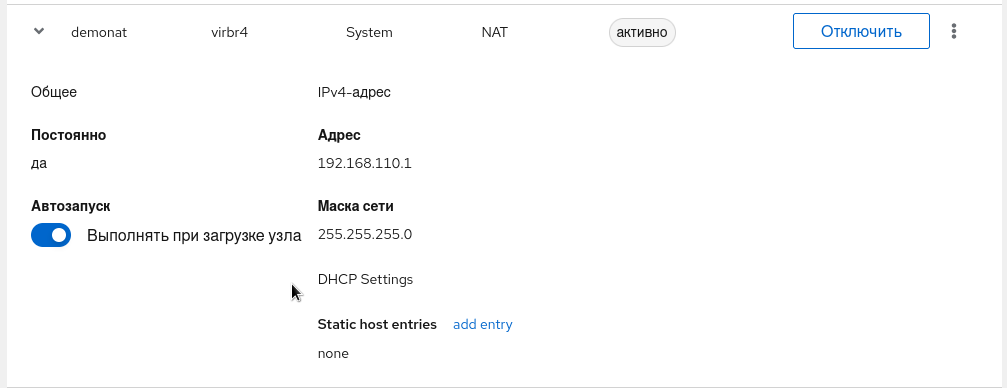 demonat virbr4 System NAT активно Отключить
Общее
Постоянно
да
Автозапуск
Выполнять при загрузке узла
IPv4-адрес
Адрес
192.168.110.1
Маска сети
255.255.255.0
DHCP Settings
Static host entries add entry
none